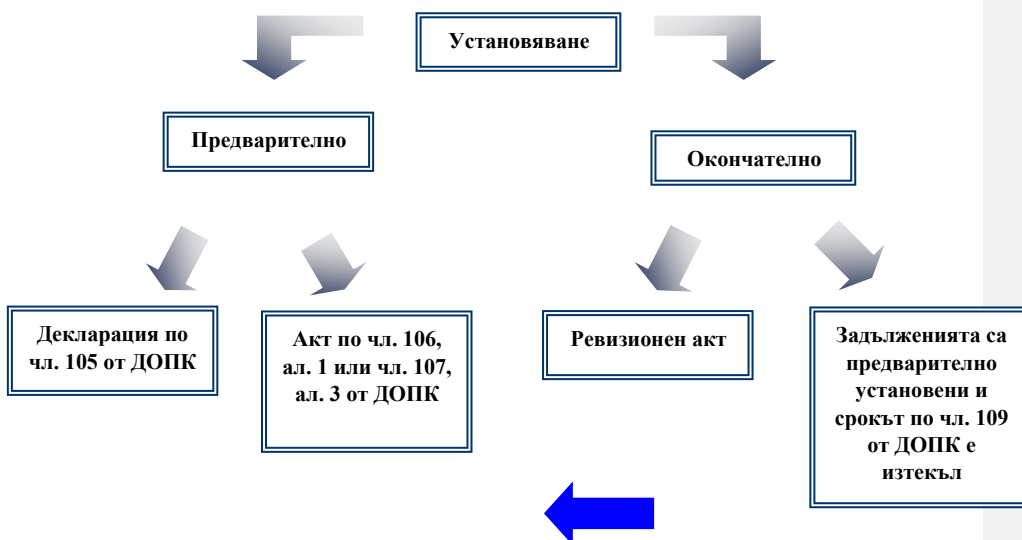 Установяване
Предварително
Окончателно
Декларация по
чл. 105 от ДОПК
Акт по чл. 106,
ал. 1 или чл. 107,
ал. 3 от ДОПК
Ревизионен акт
Задълженията са
предварително
установени и
срокът по чл. 109
от ДОПК е
изтекъл